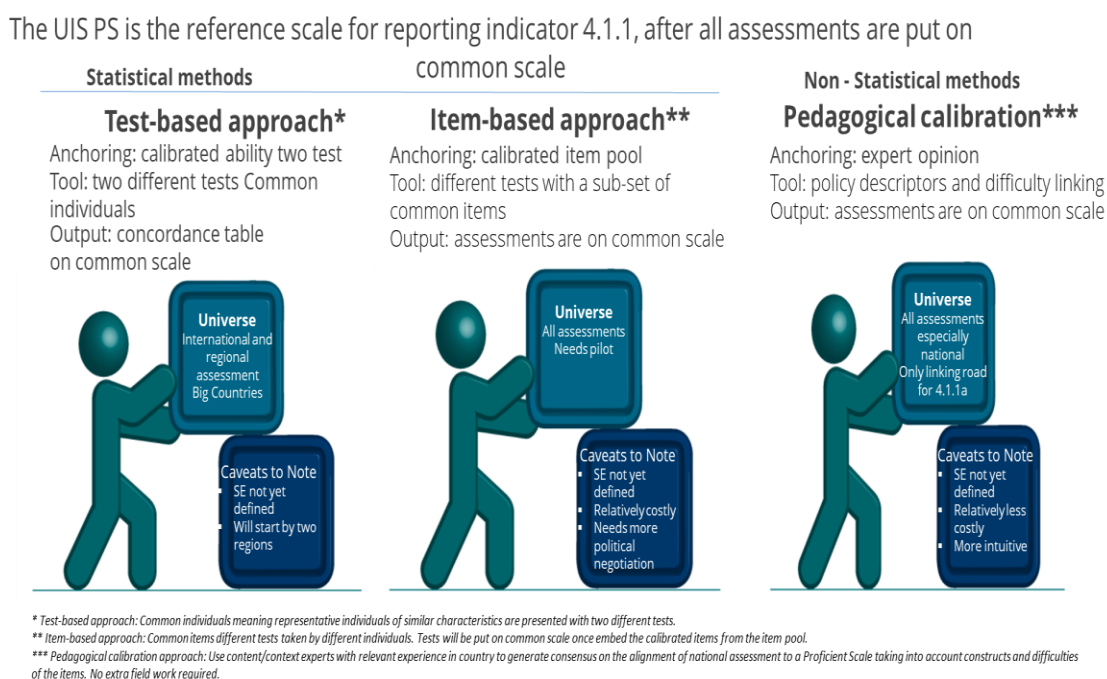 The UIS PS is the reference scale for reporting indicator 4.1.1, after all assessments are put on
common scale
Statistical methods
Test-based approach*
Anchoring: calibrated ability two test
Tool: two different tests Common
individuals
Output: concordance table
on common scale
Universe
International and
regional
assessment
Big Countries
Caveats to Note
▪ SE not yet
defined
▪ Will start by two
regions
Item-based approach**
Anchoring: calibrated item pool
Tool: different tests with a sub-set of
common items
Output: assessments are on common scale
Universe
All assessments
Needs pilot
Caveats to Note
▪ SE not yet
defined
▪ Relatively costly
▪ Needs more
political
negotiation
Non - Statistical methods
Pedagogical calibration***
Anchoring: expert opinion
Tool: policy descriptors and difficulty linking
Output: assessments are on common scale
Universe
All assessments
especially
national
Only linking road
for 4.1.1a
Caveats to Note
▪ SE not yet
defined
▪ Relatively less
costly
▪ More intuitive
* Test-based approach: Common individuals meaning representative individuals of similar characteristics are presented with two different tests.
** Item-based approach: Common items different tests taken by different individuals. Tests will be put on common scale once embed the calibrated items from the item pool.
*** Pedagogical calibration approach: Use content/context experts with relevant experience in country to generate consensus on the alignment of national assessment to a Proficient Scale taking into account constructs and difficulties
of the items. No extra field work required.